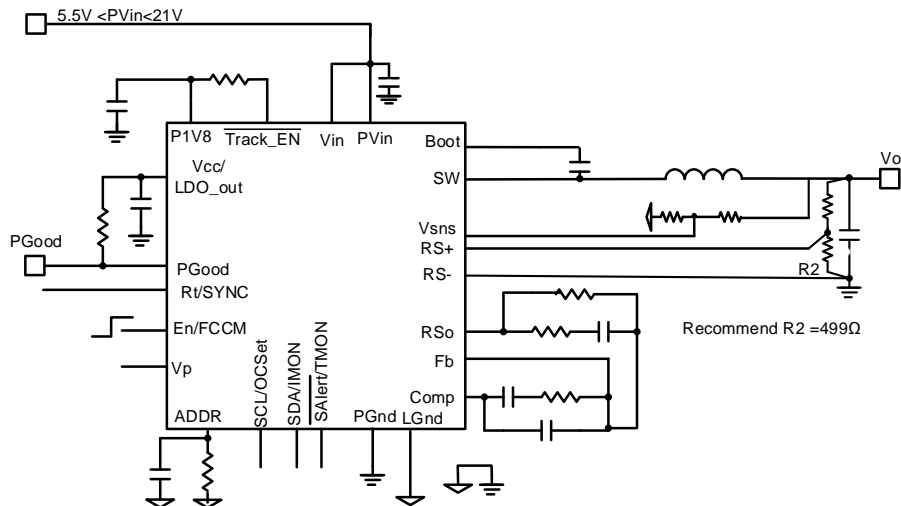 5.5V <PVin<21V
P1V8
Track_EN
Vin
PVin
Boot
Vcc/
LDO_out
SW
Vo
Vsns
RS+
PGood
PGood
RS-
R2
Rt/SYNC
En/FCCM
RSo
Recommend R2 =499Ω
Fb
Vp
Comp
ADDR
SCL/OCSet
SDA/IMON
SAlert/TMON
PGnd
LGnd